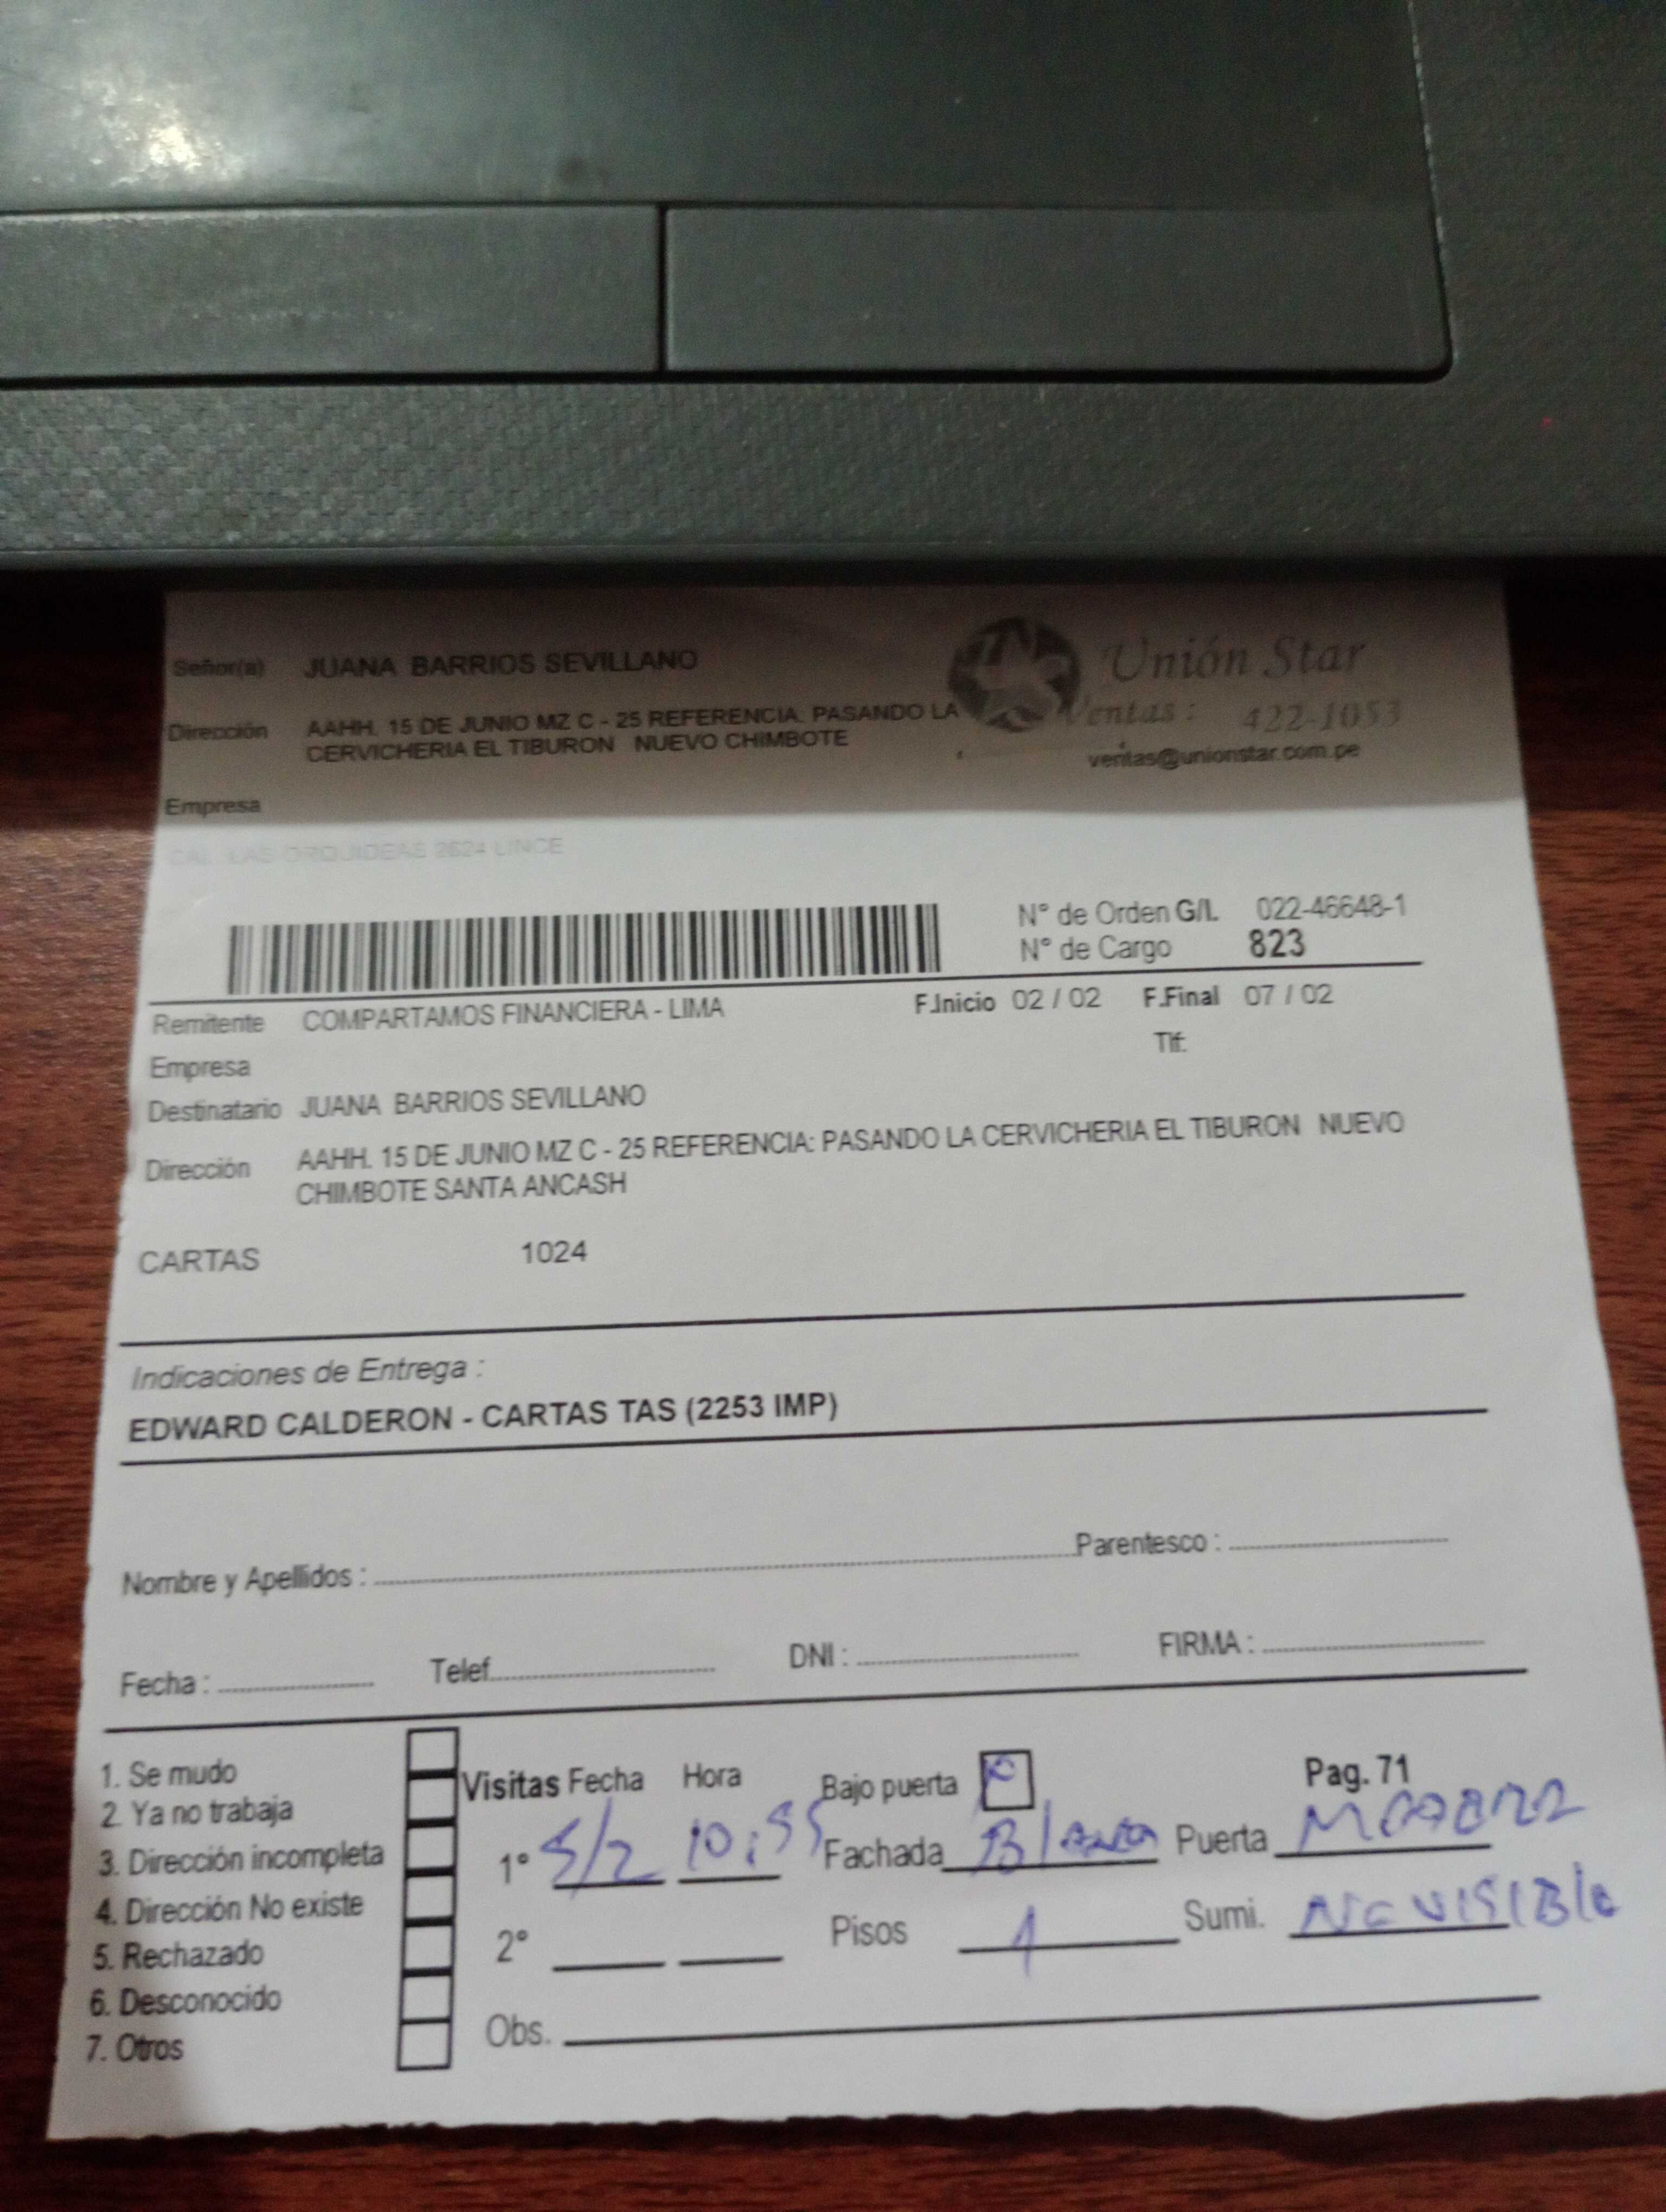 Señor(a) JUANA BARRIOS SEVILLANO
Unión Star
Ventas : 422-1053
ventas@unionstar.com.pe
Dirección AAHH. 15 DE JUNIO MZ C - 25 REFERENCIA: PASANDO LA
CERVICHERIA EL TIBURON NUEVO CHIMBOTE
Empresa
CAL. LAS ORQUIDEAS 2624 LINCE
N° de Orden G/I. 022-46648-1
N° de Cargo 823
Remitente COMPARTAMOS FINANCIERA - LIMA F.Inicio 02 / 02 F.Final 07 / 02
Empresa Tlf:
Destinatario JUANA BARRIOS SEVILLANO
Dirección AAHH. 15 DE JUNIO MZ C - 25 REFERENCIA: PASANDO LA CERVICHERIA EL TIBURON NUEVO
CHIMBOTE SANTA ANCASH
CARTAS 1024
Indicaciones de Entrega :
EDWARD CALDERON - CARTAS TAS (2253 IMP)
Nombre y Apellidos : Parentesco :
Fecha : Telef. DNI : FIRMA :
1. Se mudo
2. Ya no trabaja
3. Dirección incompleta
4. Dirección No existe
5. Rechazado
6. Desconocido
7. Otros
Visitas Fecha Hora Bajo puerta Pag. 71
1° 5/2 10:55 Fachada Blanca Puerta
2° Pisos 1 Sumi. No VISIBle
Obs.